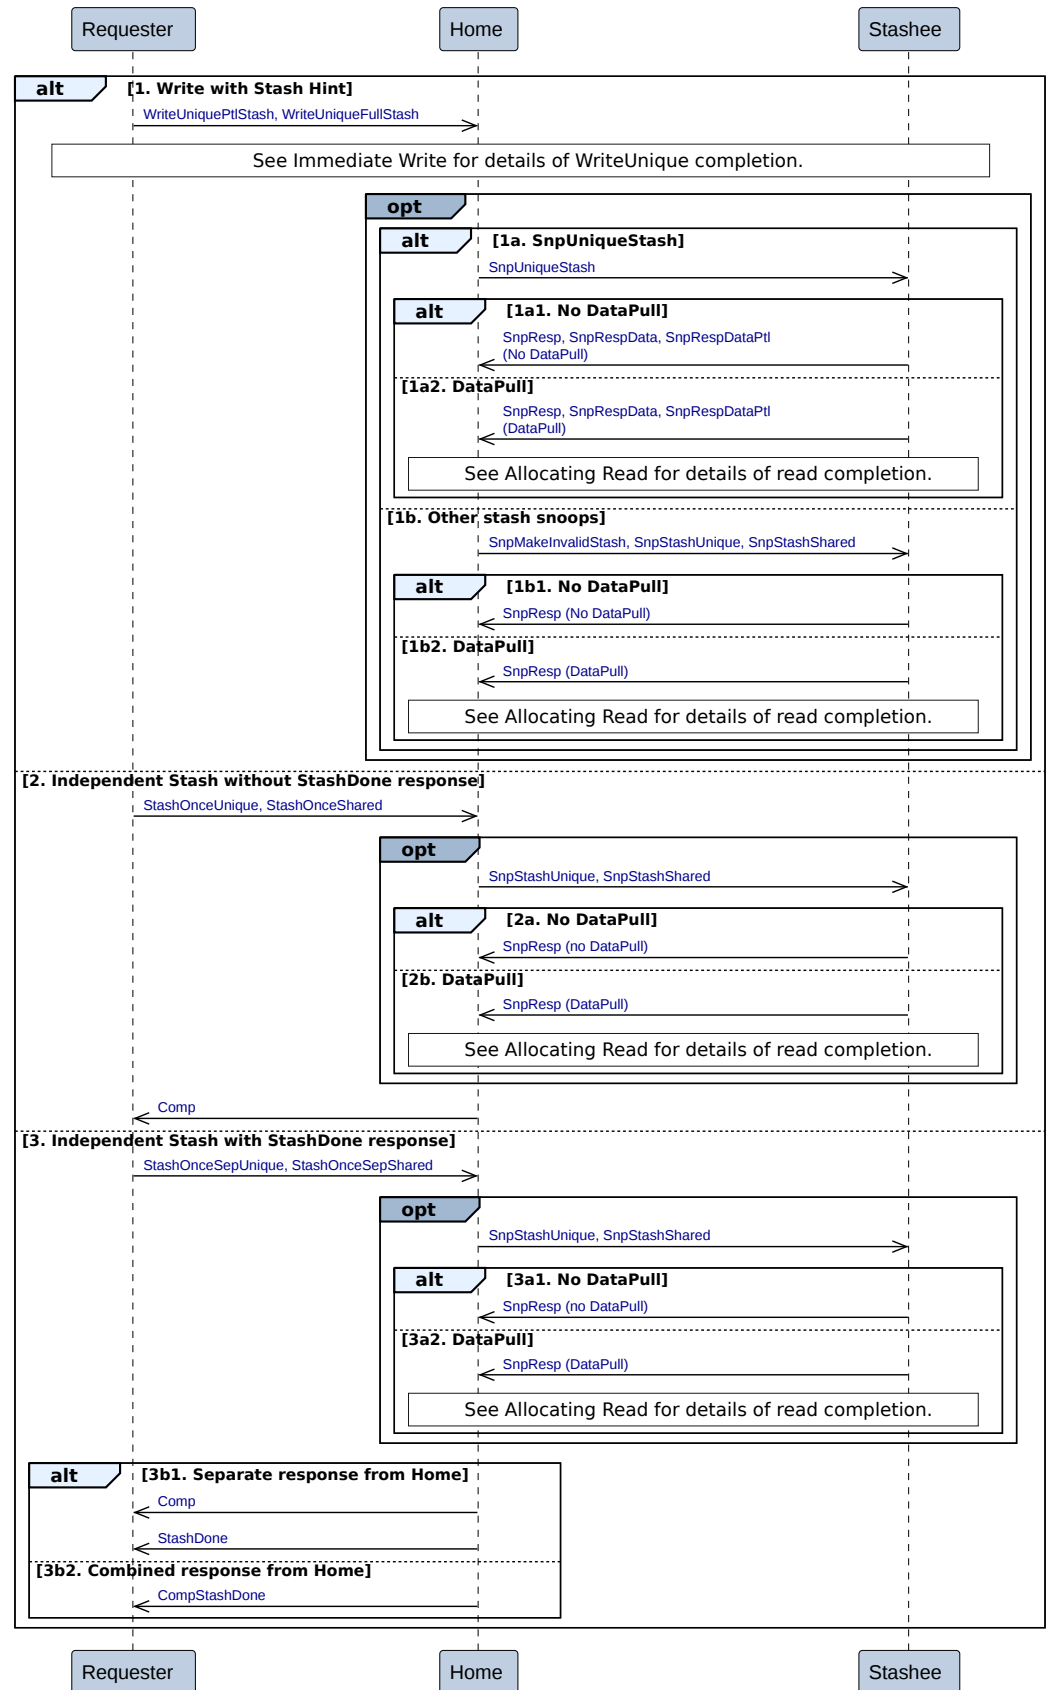 Requester Home Stashee
alt [1. Write with Stash Hint]
WriteUniquePtlStash, WriteUniqueFullStash
See Immediate Write for details of WriteUnique completion.
opt
alt [1a. SnpUniqueStash]
SnpUniqueStash
alt [1a1. No DataPull]
SnpResp, SnpRespData, SnpRespDataPtl
(No DataPull)
[1a2. DataPull]
SnpResp, SnpRespData, SnpRespDataPtl
(DataPull)
See Allocating Read for details of read completion.
[1b. Other stash snoops]
SnpMakeInvalidStash, SnpStashUnique, SnpStashShared
alt [1b1. No DataPull]
SnpResp (No DataPull)
[1b2. DataPull]
SnpResp (DataPull)
See Allocating Read for details of read completion.
[2. Independent Stash without StashDone response]
StashOnceUnique, StashOnceShared
opt
SnpStashUnique, SnpStashShared
alt [2a. No DataPull]
SnpResp (no DataPull)
[2b. DataPull]
SnpResp (DataPull)
See Allocating Read for details of read completion.
Comp
[3. Independent Stash with StashDone response]
StashOnceSepUnique, StashOnceSepShared
opt
SnpStashUnique, SnpStashShared
alt [3a1. No DataPull]
SnpResp (no DataPull)
[3a2. DataPull]
SnpResp (DataPull)
See Allocating Read for details of read completion.
alt [3b1. Separate response from Home]
Comp
StashDone
[3b2. Combined response from Home]
CompStashDone
Requester Home Stashee